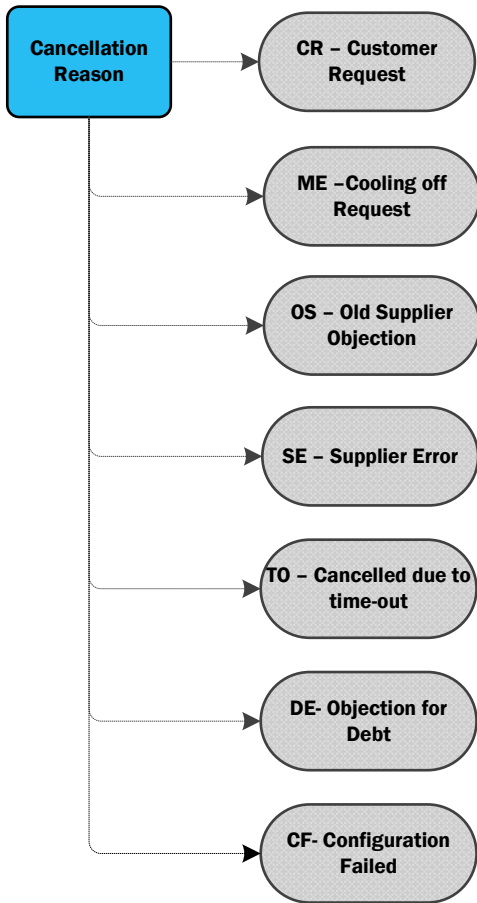 Cancellation
Reason
CR – Customer
Request
ME –Cooling off
Request
OS – Old Supplier
Objection
SE – Supplier Error
TO – Cancelled due to
time-out
DE- Objection for
Debt
CF- Configuration
Failed